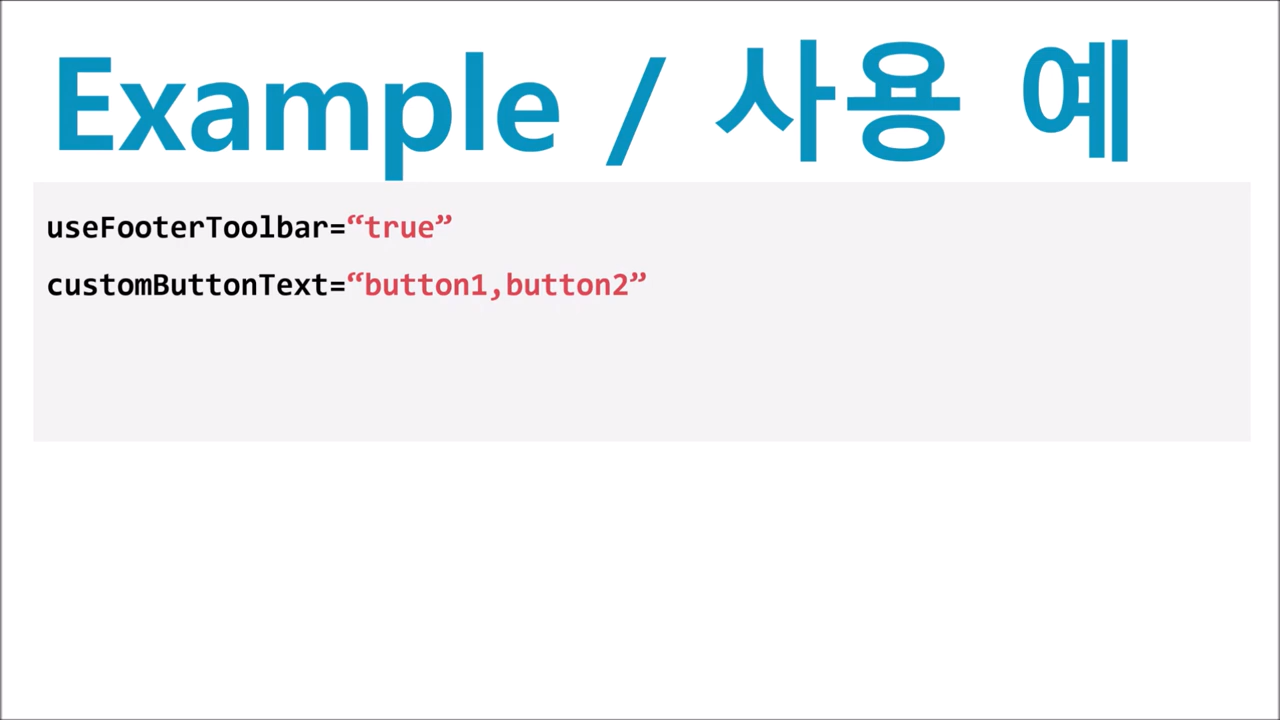 Example / 사용 예
useFooterToolbar=“true”
customButtonText=“button1,button2”